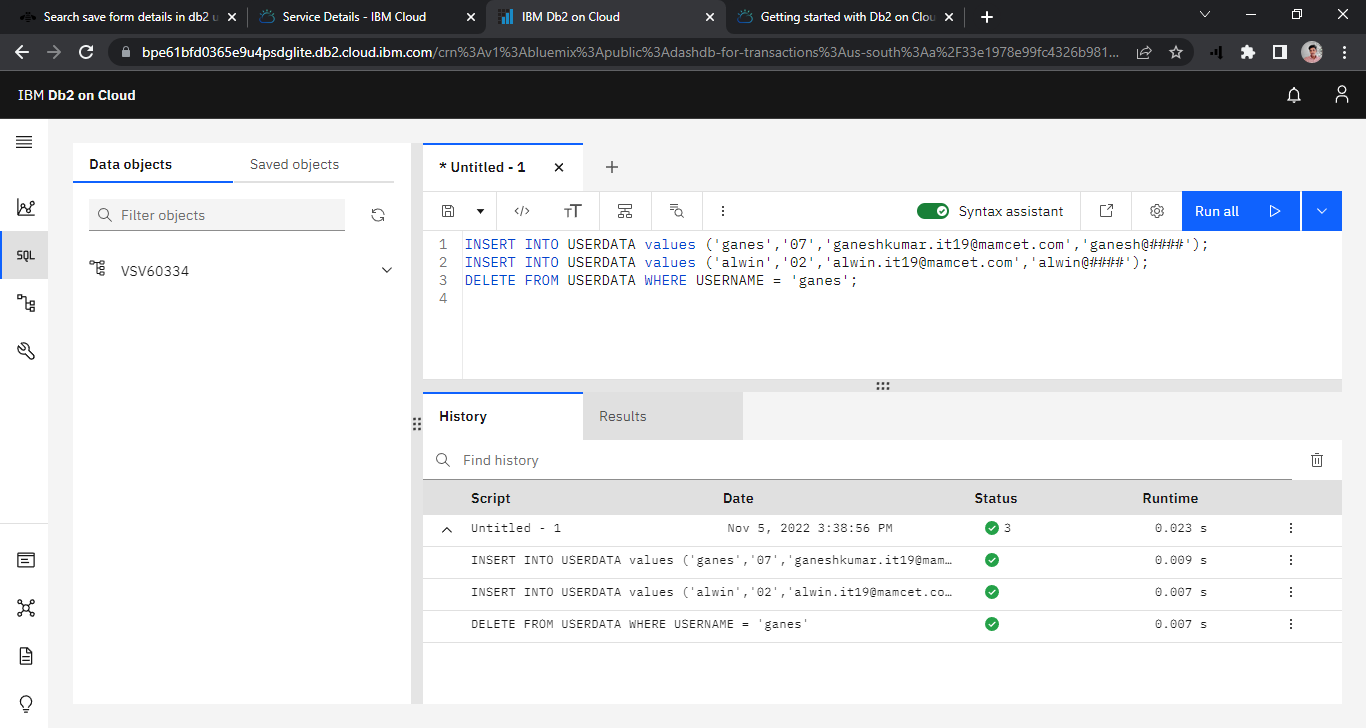 Search save form details in db2 u
Service Details - IBM Cloud
IBM Db2 on Cloud
Getting started with Db2 on Clou
bpe61bfd0365e9u4psdglite.db2.cloud.ibm.com/crn%3Av1%3Abluemix%3Apublic%3Adashdb-for-transactions%3Aus-south%3Aa%2F33e1978e99fc4326b981...
IBM Db2 on Cloud
Data objects
Saved objects
* Untitled - 1
Filter objects
Syntax assistant
Run all
SQL
VSV60334
1 INSERT INTO USERDATA values ('ganes','07','ganeshkumar.it19@mamcet.com','ganesh@####');
2 INSERT INTO USERDATA values ('alwin','02','alwin.it19@mamcet.com','alwin@####');
3 DELETE FROM USERDATA WHERE USERNAME = 'ganes';
4
History
Results
Find history
Script Date Status Runtime
Untitled - 1 Nov 5, 2022 3:38:56 PM 3 0.023 s
INSERT INTO USERDATA values ('ganes','07','ganeshkumar.it19@mam… 0.009 s
INSERT INTO USERDATA values ('alwin','02','alwin.it19@mamcet.co… 0.007 s
DELETE FROM USERDATA WHERE USERNAME = 'ganes' 0.007 s